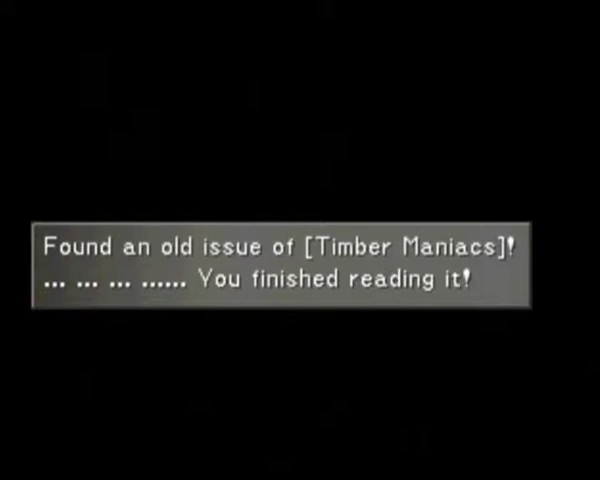 Found an old issue of [Timber Maniacs]!
... ... ... ...... You finished reading it!